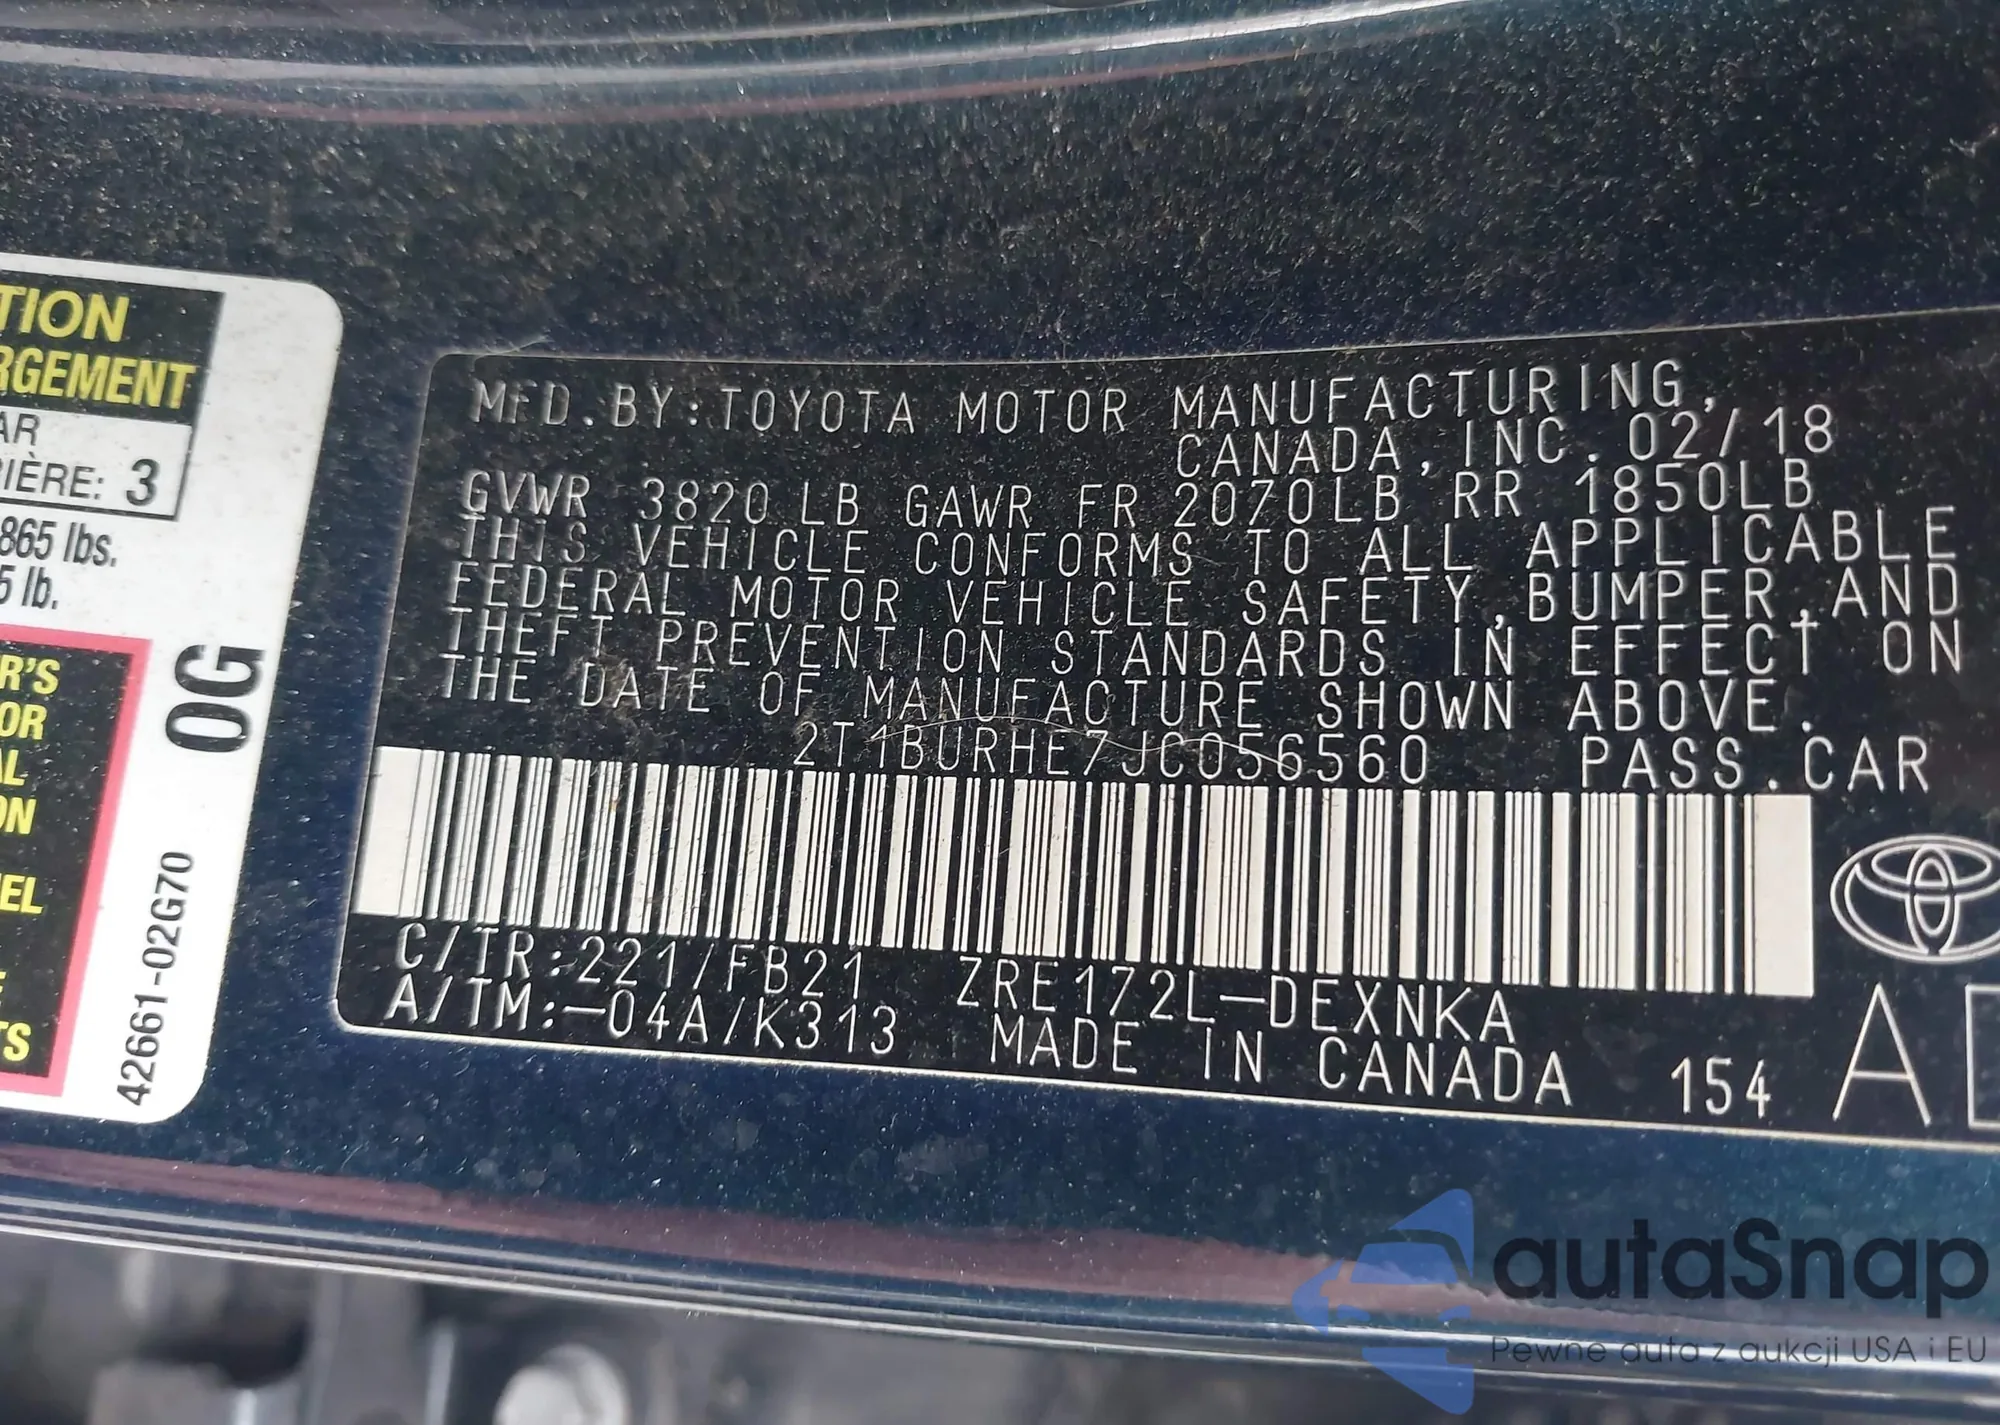 TION
RGEMENT
AR
IÈRE: 3
865 lbs.
5 lb.
R'S
OR
AL
ON
EL
TS
0G
42661-02G70
MFD.BY:TOYOTA MOTOR MANUFACTURING,
CANADA,INC.02/18
GVWR 3820LB GAWR FR 2070LB RR 1850LB
THIS VEHICLE CONFORMS TO ALL APPLICABLE
FEDERAL MOTOR VEHICLE SAFETY,BUMPER,AND
THEFT PREVENTION STANDARDS IN EFFECT ON
THE DATE OF MANUFACTURE SHOWN ABOVE.
2T1BURHE7JC056560 PASS.CAR
C/TR:221/FB21 ZRE172L-DEXNKA
A/TM:-04A/K313 MADE IN CANADA 154 A
autaSnap
Pewne auta z aukcji USA i EU